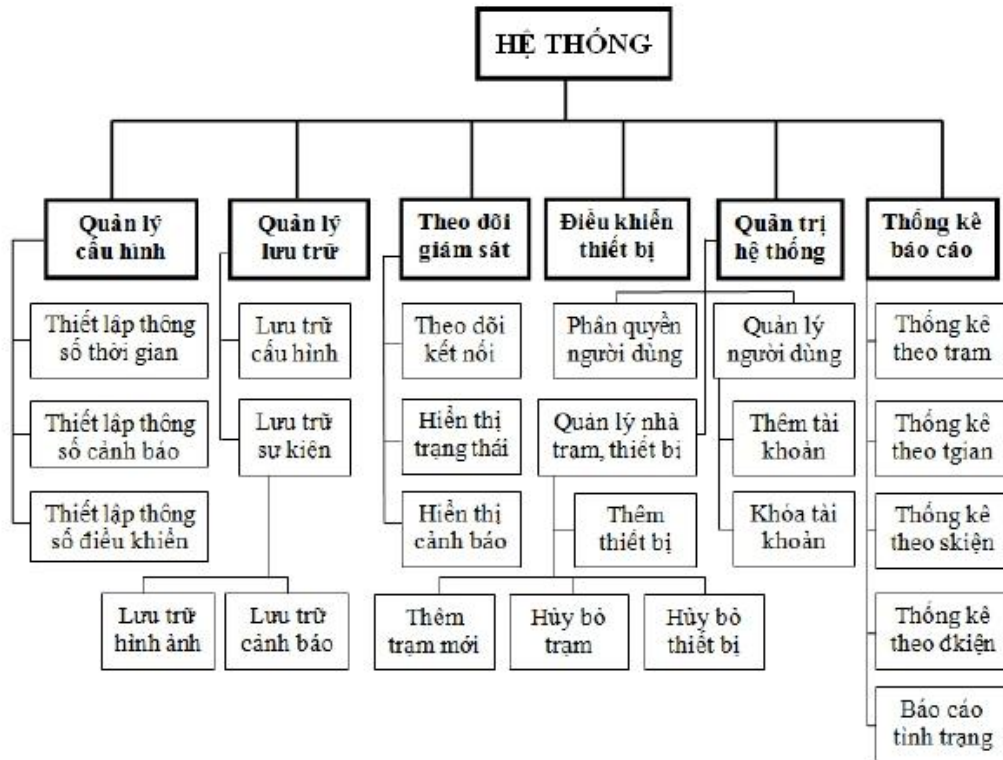 HỆ THỐNG
Quản lý
cấu hình
Quản lý
lưu trữ
Theo dõi
giám sát
Điều khiển
thiết bị
Quản trị
hệ thống
Thống kê
báo cáo
Thiết lập thông
số thời gian
Lưu trữ
cấu hình
Theo dõi
kết nối
Phân quyền
người dùng
Quản lý
người dùng
Thống kê
theo trạm
Thiết lập thông
số cảnh báo
Lưu trữ
sự kiện
Hiển thị
trạng thái
Quản lý nhà
trạm, thiết bị
Thêm tài
khoản
Thống kê
theo tgian
Thiết lập thông
số điều khiển
Hiển thị
cảnh báo
Thêm
thiết bị
Khóa tài
khoản
Thống kê
theo skiện
Lưu trữ
hình ảnh
Lưu trữ
cảnh báo
Thêm
trạm mới
Hủy bỏ
trạm
Hủy bỏ
thiết bị
Thống kê
theo đkiện
Báo cáo
tình trạng